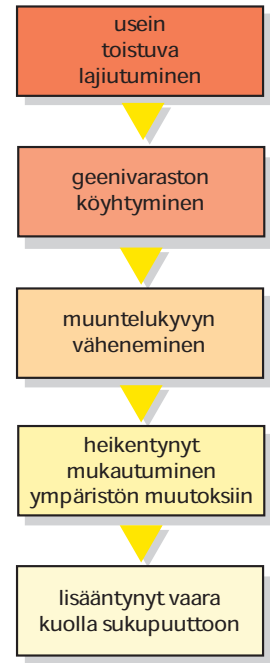 usein
toistuva
lajiutuminen
geenivaraston
köyhtyminen
muuntelukyvyn
väheneminen
heikentynyt
mukautuminen
ympäristön muutoksiin
lisääntynyt vaara
kuolla sukupuuttoon